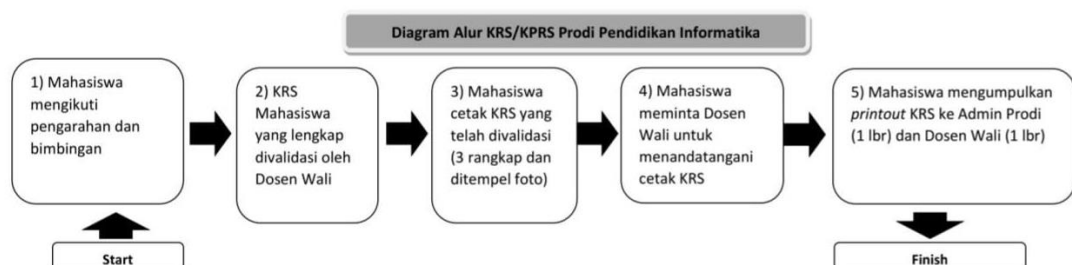 Diagram Alur KRS/KPRS Prodi Pendidikan Informatika
1) Mahasiswa
mengikuti
pengarahan dan
bimbingan
2) KRS
Mahasiswa
yang lengkap
divalidasi oleh
Dosen Wali
3) Mahasiswa
cetak KRS yang
telah divalidasi
(3 rangkap dan
ditempel foto)
4) Mahasiswa
meminta Dosen
Wali untuk
menandatangani
cetak KRS
5) Mahasiswa mengumpulkan
printout KRS ke Admin Prodi
(1 lbr) dan Dosen Wali (1 lbr)
Start
Finish